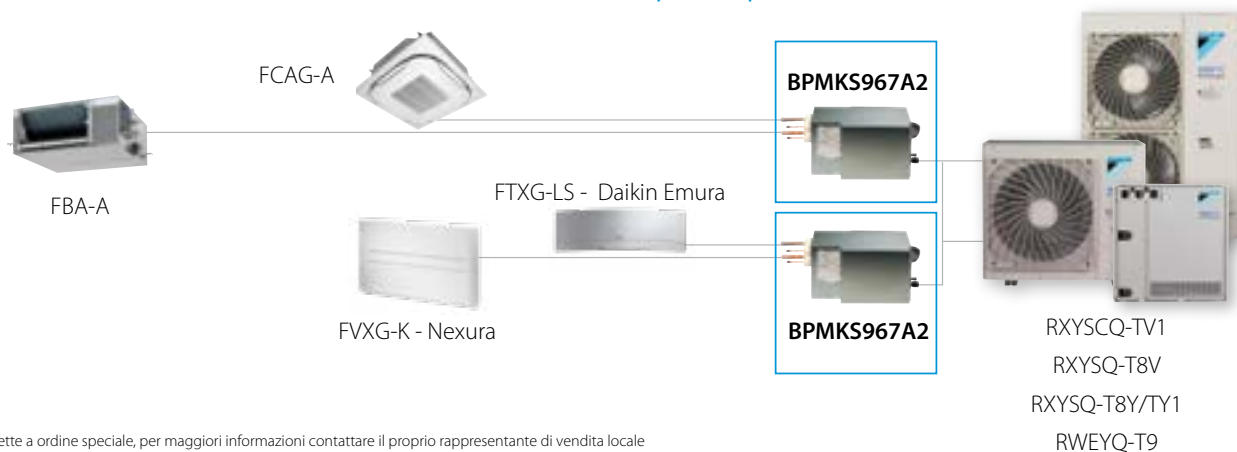 FCAG-A
BPMKS967A2
FBA-A
FTXG-LS - Daikin Emura
FVXG-K - Nexura
BPMKS967A2
RXYSCQ-TV1
RXYSQ-T8V
RXYSQ-T8Y/TY1
RWEYQ-T9
a ordine speciale, per maggiori informazioni contattare il proprio rappresentante di vendita locale